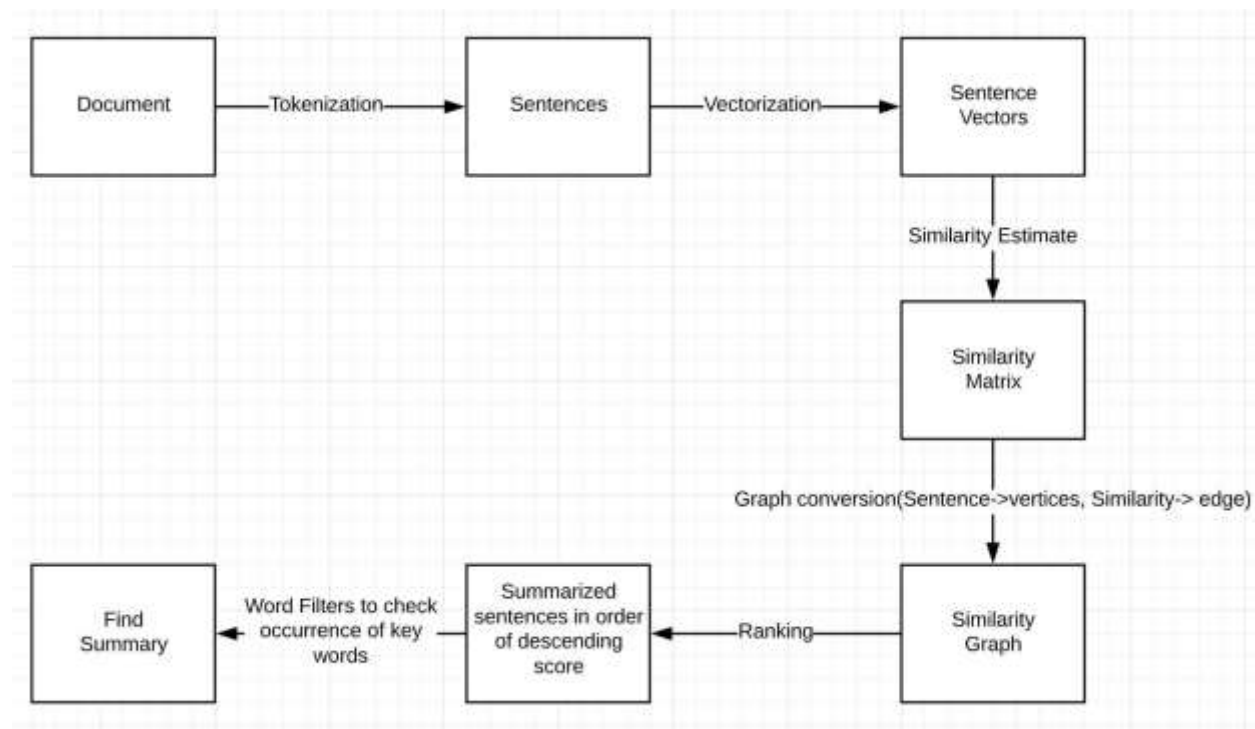 Document
Tokenization
Sentences
Vectorization
Sentence
Vectors
Similarity Estimate
Similarity
Matrix
Graph conversion(Sentence->vertices, Similarity-> edge)
Similarity
Graph
Ranking
Summarized
sentences in order
of descending
score
Word Filters to check
occurrence of key
words
Find
Summary